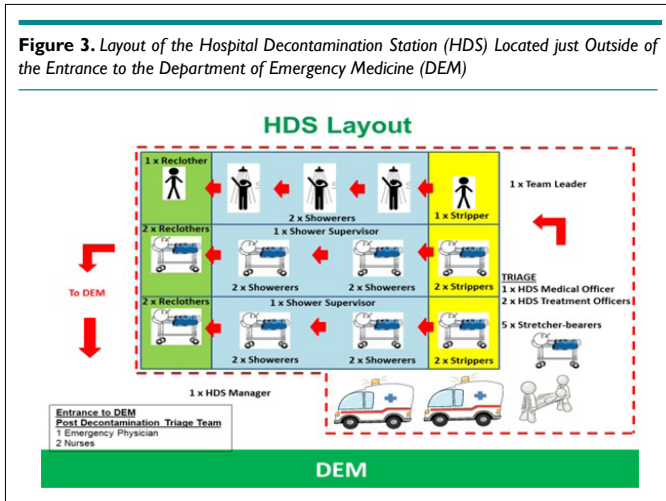 Figure 3. Layout of the Hospital Decontamination Station (HDS) Located just Outside of
the Entrance to the Department of Emergency Medicine (DEM)
HDS Layout
1 x Reclother
2 x Showerers
1 x Stripper
1 x Team Leader
2 x Reclothers
1 x Shower Supervisor
2 x Showerers
2 x Showerers
2 x Strippers
To DEM
TRIAGE
1 x HDS Medical Officer
2 x HDS Treatment Officers
5 x Stretcher-bearers
2 x Reclothers
1 x Shower Supervisor
2 x Showerers
2 x Showerers
2 x Strippers
1 x HDS Manager
Entrance to DEM
Post Decontamination Triage Team
1 Emergency Physician
2 Nurses
DEM